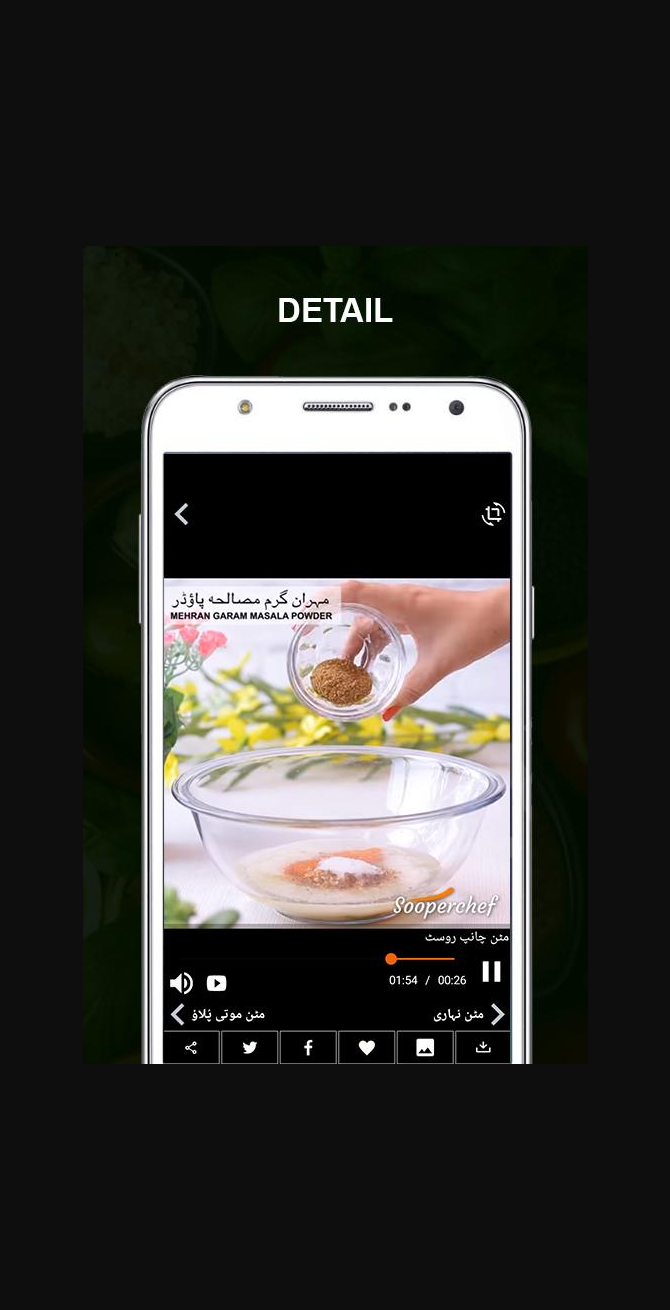 DETAIL
مہران گرم مصالحہ پاؤڈر
MEHRAN GARAM MASALA POWDER
Sooperchef
مٹن چانپ روسٹ
01:54 / 00:26
مٹن موتی پُلاؤ
مٹن نہاری